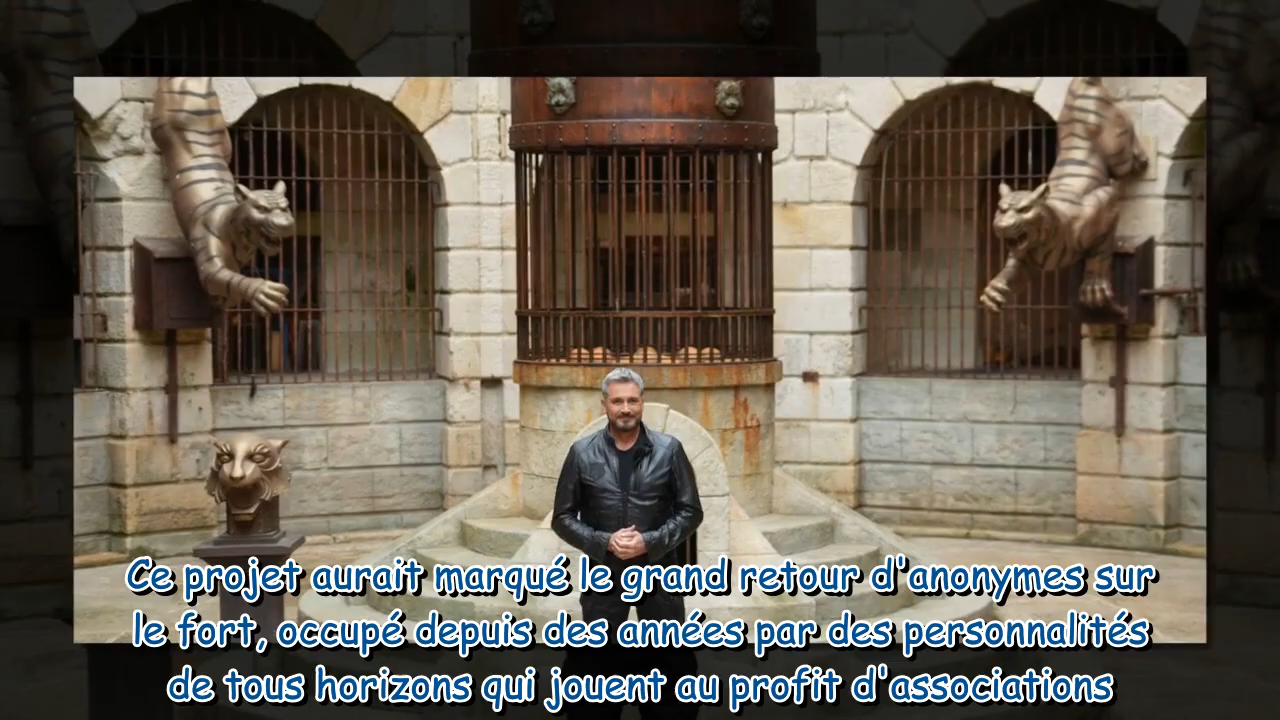 Ce projet aurait marqué le grand retour d'anonymes sur
le fort, occupé depuis des années par des personnalités
de tous horizons qui jouent au profit d'associations